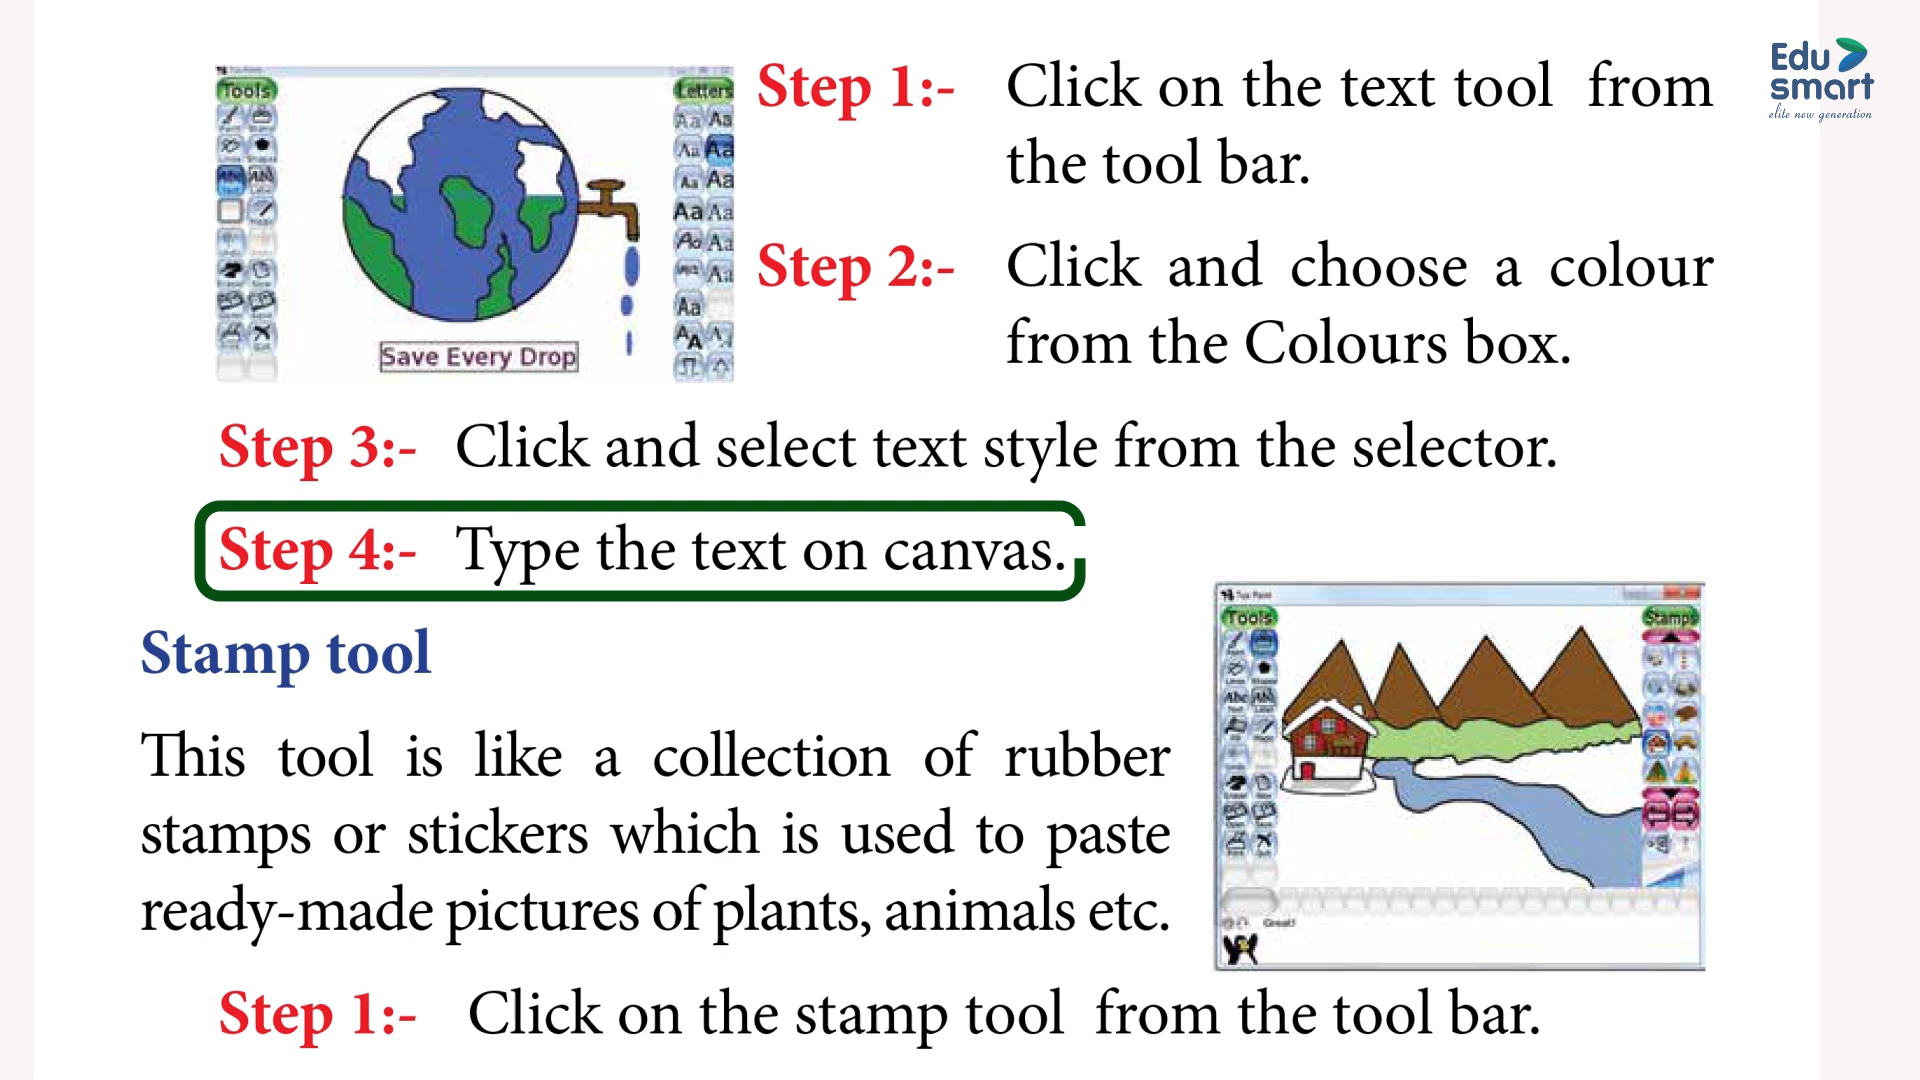 Edu
smart
elite new generation
Step 1:- Click on the text tool from
the tool bar.
Step 2:- Click and choose a colour
from the Colours box.
Tools
Letters
Save Every Drop
Step 3:- Click and select text style from the selector.
Step 4:- Type the text on canvas.
Stamp tool
This tool is like a collection of rubber
stamps or stickers which is used to paste
ready-made pictures of plants, animals etc.
Tux Paint
Tools
Stamps
Great!
Step 1:- Click on the stamp tool from the tool bar.